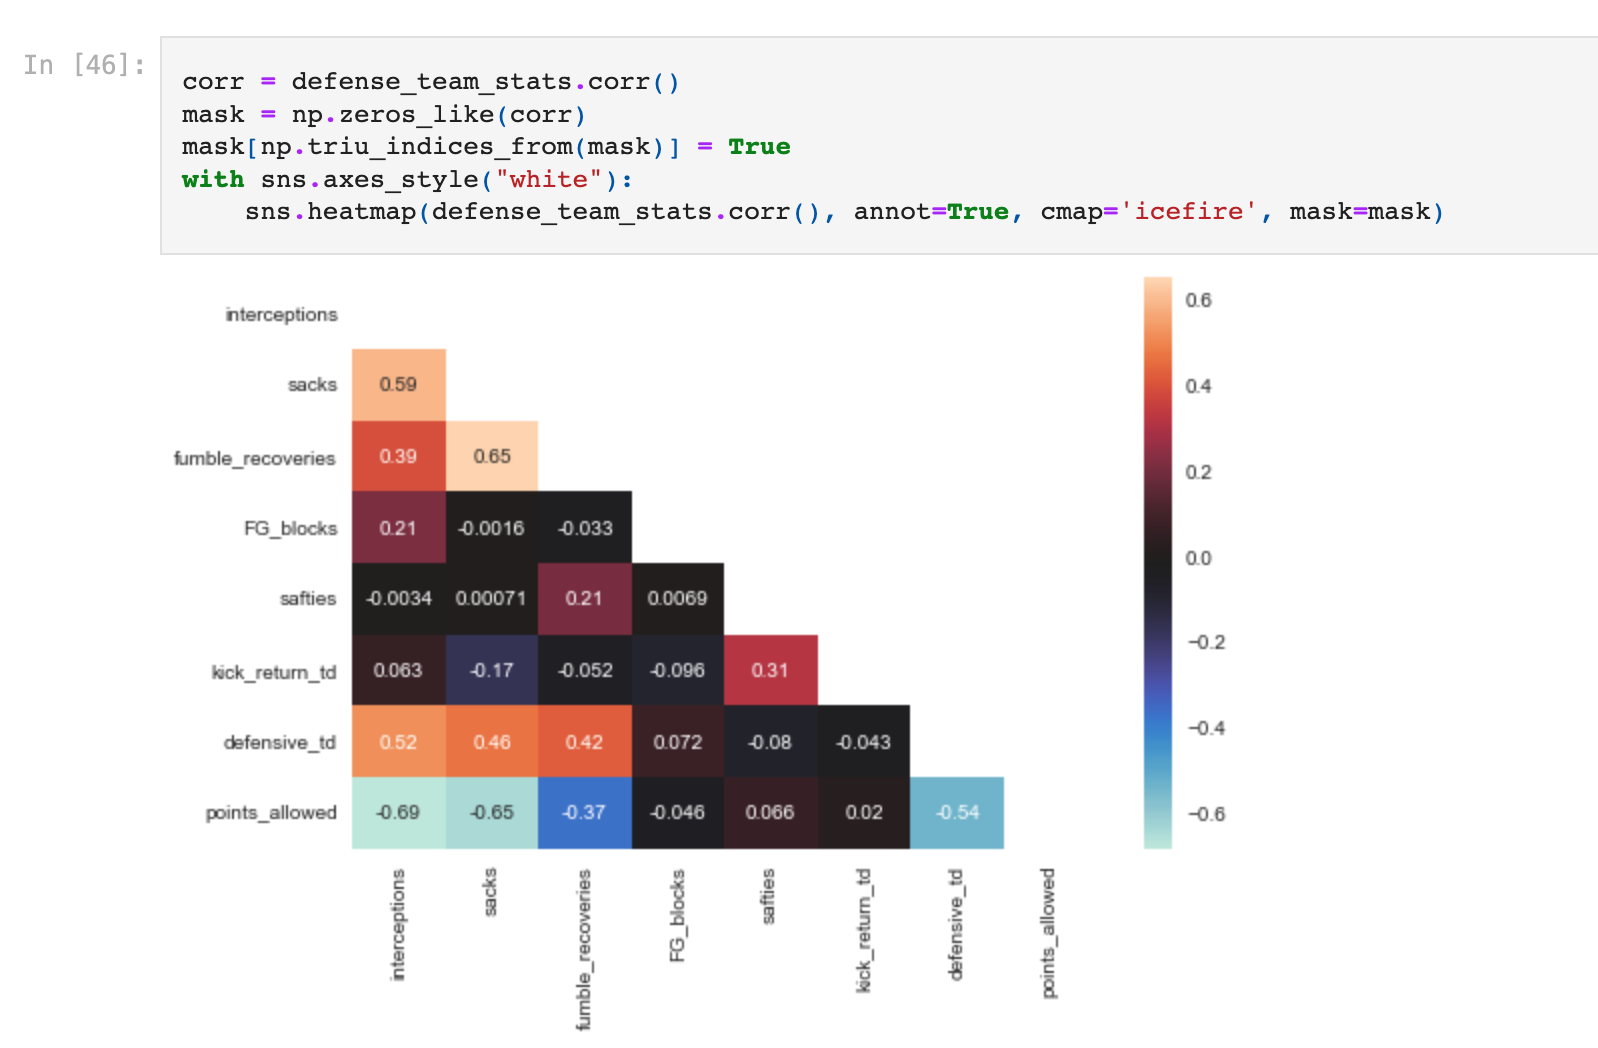 In [46]:
corr = defense_team_stats.corr()
mask = np.zeros_like(corr)
mask[np.triu_indices_from(mask)] = True
with sns.axes_style("white"):
    sns.heatmap(defense_team_stats.corr(), annot=True, cmap='icefire', mask=mask)
interceptions
sacks 0.59
fumble_recoveries 0.39 0.65
FG_blocks 0.21 -0.0016 -0.033
safties -0.0034 0.00071 0.21 0.0069
kick_return_td 0.063 -0.17 -0.052 -0.096 0.31
defensive_td 0.52 0.46 0.42 0.072 -0.08 -0.043
points_allowed -0.69 -0.65 -0.37 -0.046 0.066 0.02 -0.54
interceptions
sacks
fumble_recoveries
FG_blocks
safties
kick_return_td
defensive_td
points_allowed
0.6
0.4
0.2
0.0
−0.2
−0.4
−0.6